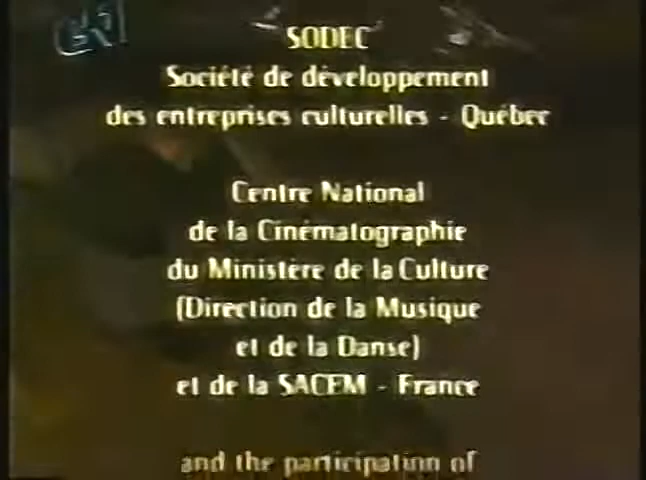 SODEC
Société de développement
des entreprises culturelles - Québec
Centre National
de la Cinématographie
du Ministère de la Culture
(Direction de la Musique
et de la Danse)
et de la SACEM - France
and the participation of